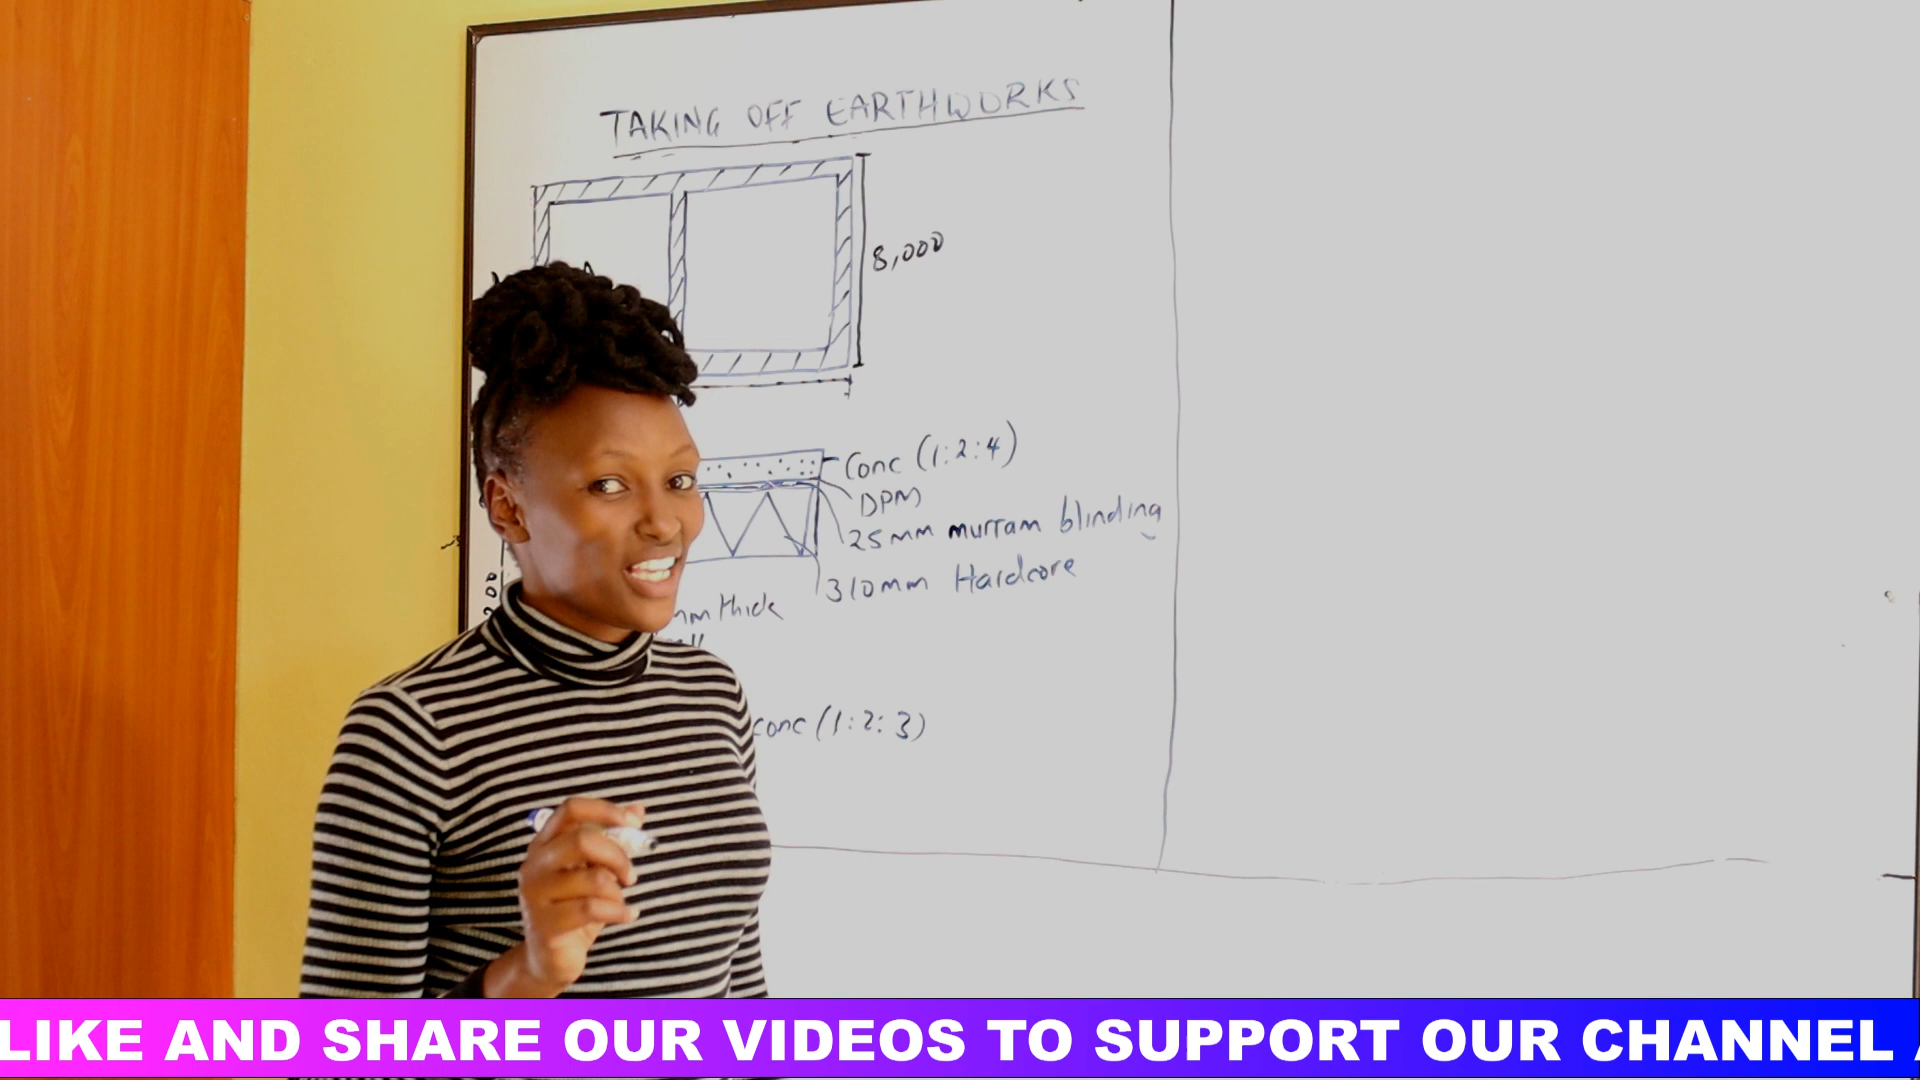 TAKING OFF EARTHWORKS
8,000
Conc (1:2:4)
DPM
25mm murram blinding
310mm Hardcore
200
mm thick
conc (1:2:3)
LIKE AND SHARE OUR VIDEOS TO SUPPORT OUR CHANNEL